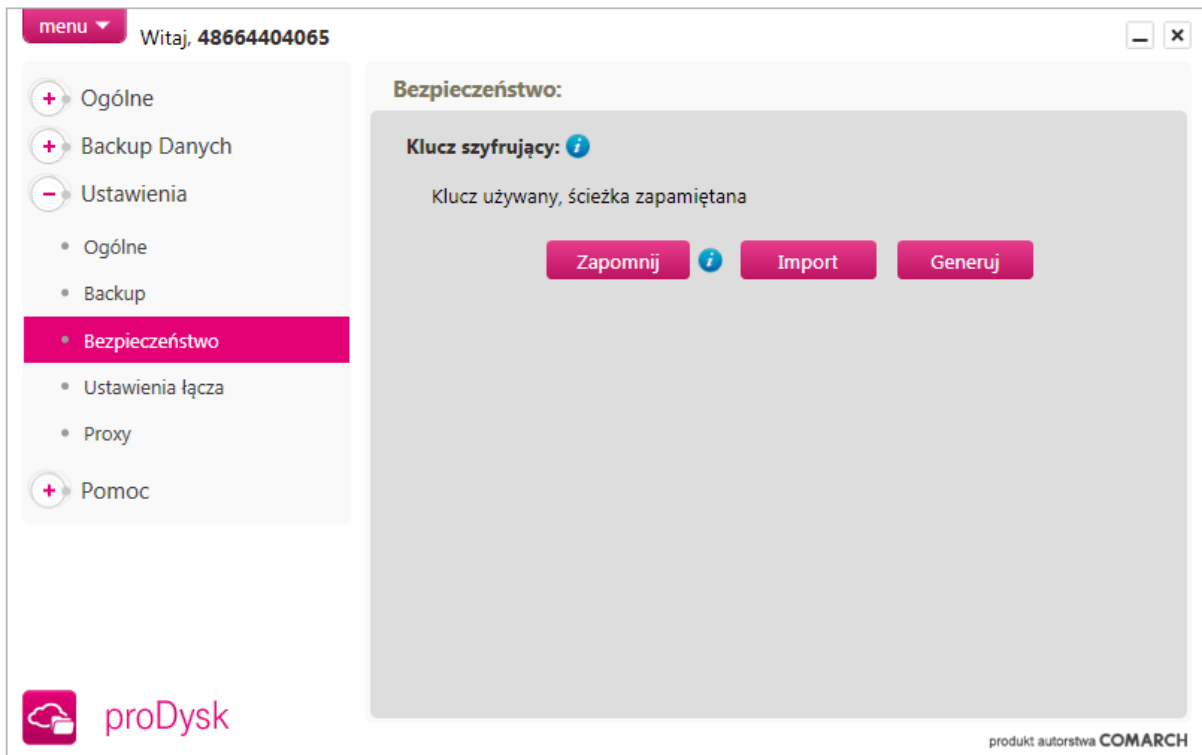 menu
Witaj, 48664404065
Ogólne
Backup Danych
Ustawienia
Ogólne
Backup
Bezpieczeństwo
Ustawienia łącza
Proxy
Pomoc
proDysk
Bezpieczeństwo:
Klucz szyfrujący:
Klucz używany, ścieżka zapamiętana
Zapomnij Import Generuj
produkt autorstwa COMARCH